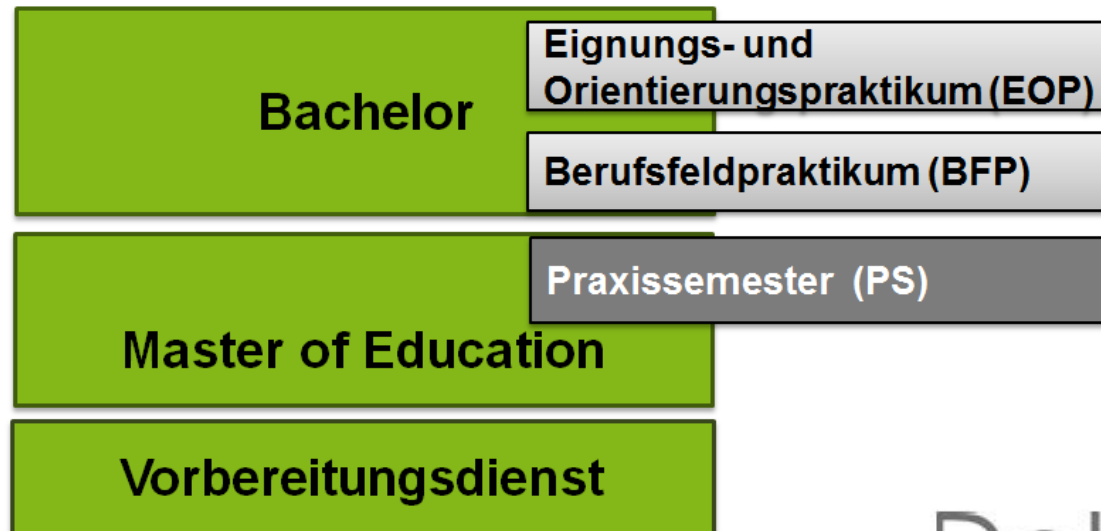 Bachelor
Eignungs- und
Orientierungspraktikum (EOP)
Berufsfeldpraktikum (BFP)
Praxissemester (PS)
Master of Education
Vorbereitungsdienst